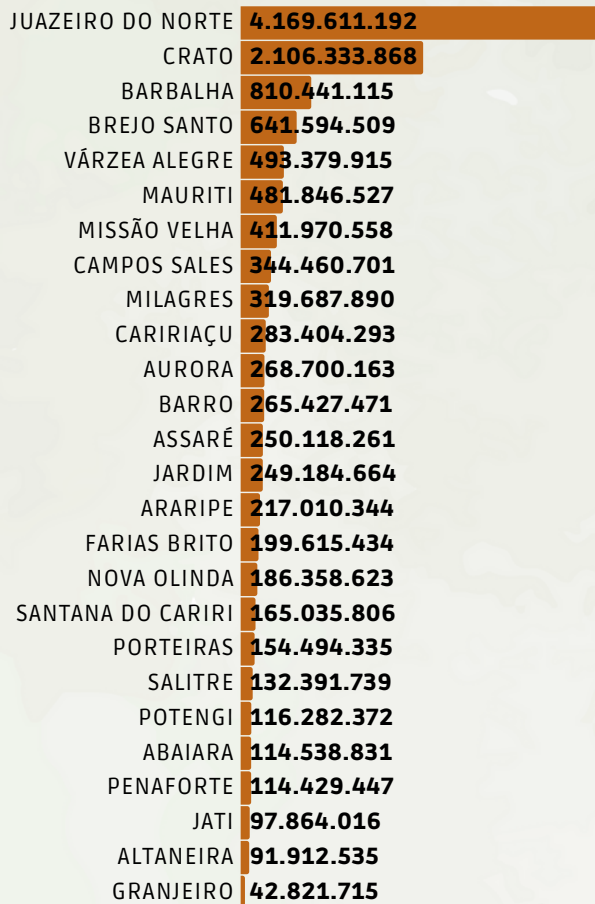 JUAZEIRO DO NORTE 4.169.611.192
CRATO 2.106.333.868
BARBALHA 810.441.115
BREJO SANTO 641.594.509
VÁRZEA ALEGRE 493.379.915
MAURITI 481.846.527
MISSÃO VELHA 411.970.558
CAMPOS SALES 344.460.701
MILAGRES 319.687.890
CARIRIAÇU 283.404.293
AURORA 268.700.163
BARRO 265.427.471
ASSARÉ 250.118.261
JARDIM 249.184.664
ARARIPE 217.010.344
FARIAS BRITO 199.615.434
NOVA OLINDA 186.358.623
SANTANA DO CARIRI 165.035.806
PORTEIRAS 154.494.335
SALITRE 132.391.739
POTENGI 116.282.372
ABAIARA 114.538.831
PENAFORTE 114.429.447
JATI 97.864.016
ALTANEIRA 91.912.535
GRANJEIRO 42.821.715